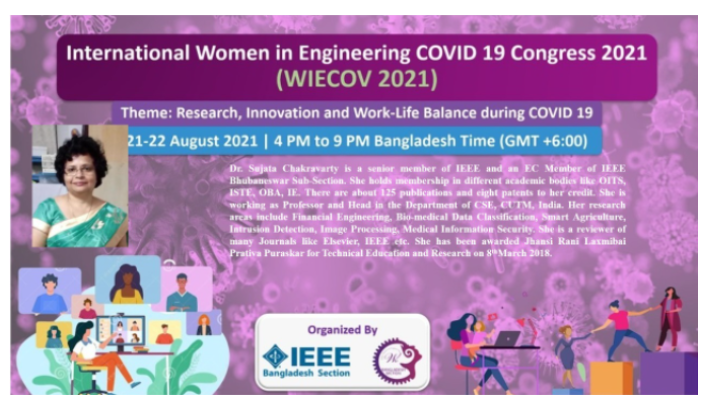 International Women in Engineering COVID 19 Congress 2021
(WIECOV 2021)
Theme: Research, Innovation and Work-Life Balance during COVID 19
21-22 August 2021 | 4 PM to 9 PM Bangladesh Time (GMT +6:00)
Dr. Sujata Chakravarty is a senior member of IEEE and an EC Member of IEEE
Bhubaneswar Sub-Section. She holds membership in different academic bodies like OITS,
ISTE, OBA, IE. There are about 125 publications and eight patents to her credit. She is
working as Professor and Head in the Department of CSE, CUTM, India. Her research
areas include Financial Engineering, Bio-medical Data Classification, Smart Agriculture,
Intrusion Detection, Image Processing, Medical Information Security. She is a reviewer of
many Journals like Elsevier, IEEE etc. She has been awarded Jhansi Rani Laxmibai
Prativa Puraskar for Technical Education and Research on 8th March 2018.
Organized By
IEEE
Bangladesh Section